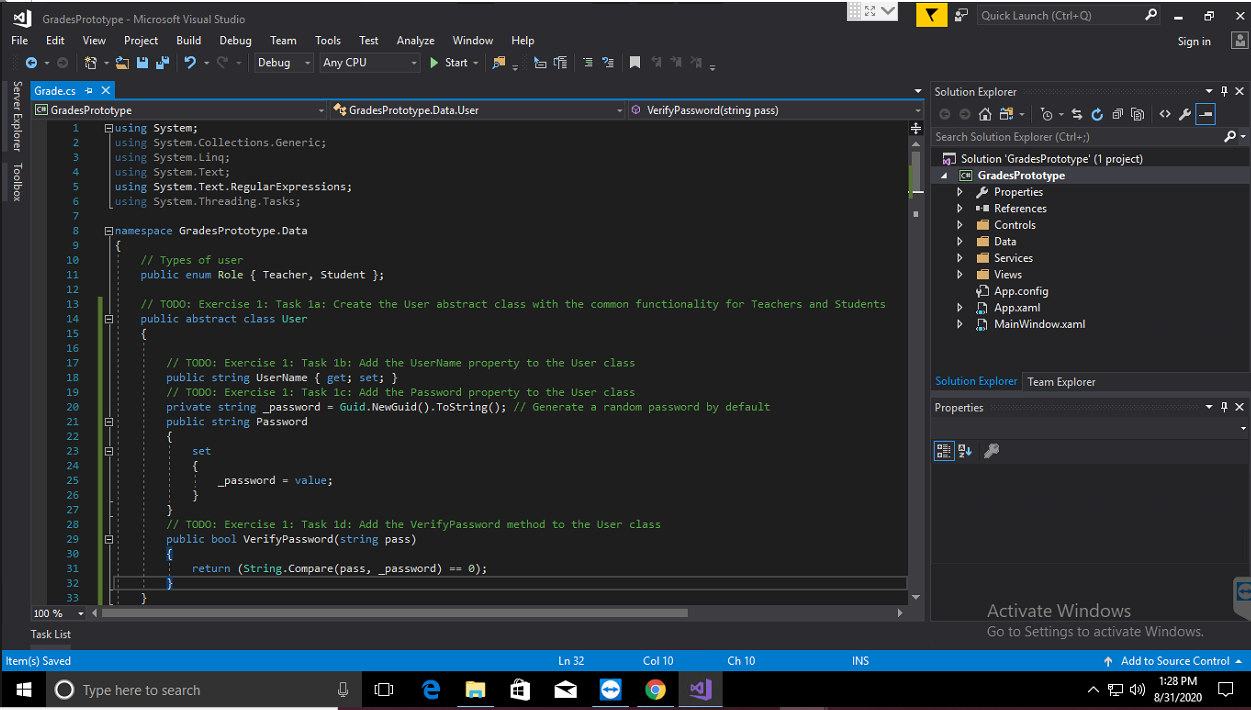 GradesPrototype - Microsoft Visual Studio
Quick Launch (Ctrl+Q)
File Edit View Project Build Debug Team Tools Test Analyze Window Help
Sign in
Debug Any CPU Start
Server Explorer
Toolbox
Grade.cs
GradesPrototype GradesPrototype.Data.User VerifyPassword(string pass)
1 using System;
2 using System.Collections.Generic;
3 using System.Linq;
4 using System.Text;
5 using System.Text.RegularExpressions;
6 using System.Threading.Tasks;
7
8 namespace GradesPrototype.Data
9 {
10 // Types of user
11 public enum Role { Teacher, Student };
12
13 // TODO: Exercise 1: Task 1a: Create the User abstract class with the common functionality for Teachers and Students
14 public abstract class User
15 {
16
17 // TODO: Exercise 1: Task 1b: Add the UserName property to the User class
18 public string UserName { get; set; }
19 // TODO: Exercise 1: Task 1c: Add the Password property to the User class
20 private string _password = Guid.NewGuid().ToString(); // Generate a random password by default
21 public string Password
22 {
23 set
24 {
25 _password = value;
26 }
27 }
28 // TODO: Exercise 1: Task 1d: Add the VerifyPassword method to the User class
29 public bool VerifyPassword(string pass)
30 {
31 return (String.Compare(pass, _password) == 0);
32 }
33 }
100 %
Task List
Solution Explorer
Search Solution Explorer (Ctrl+;)
Solution 'GradesPrototype' (1 project)
C# GradesPrototype
Properties
References
Controls
Data
Services
Views
App.config
App.xaml
MainWindow.xaml
Solution Explorer Team Explorer
Properties
Activate Windows
Go to Settings to activate Windows.
Item(s) Saved Ln 32 Col 10 Ch 10 INS Add to Source Control
Type here to search
1:28 PM
8/31/2020